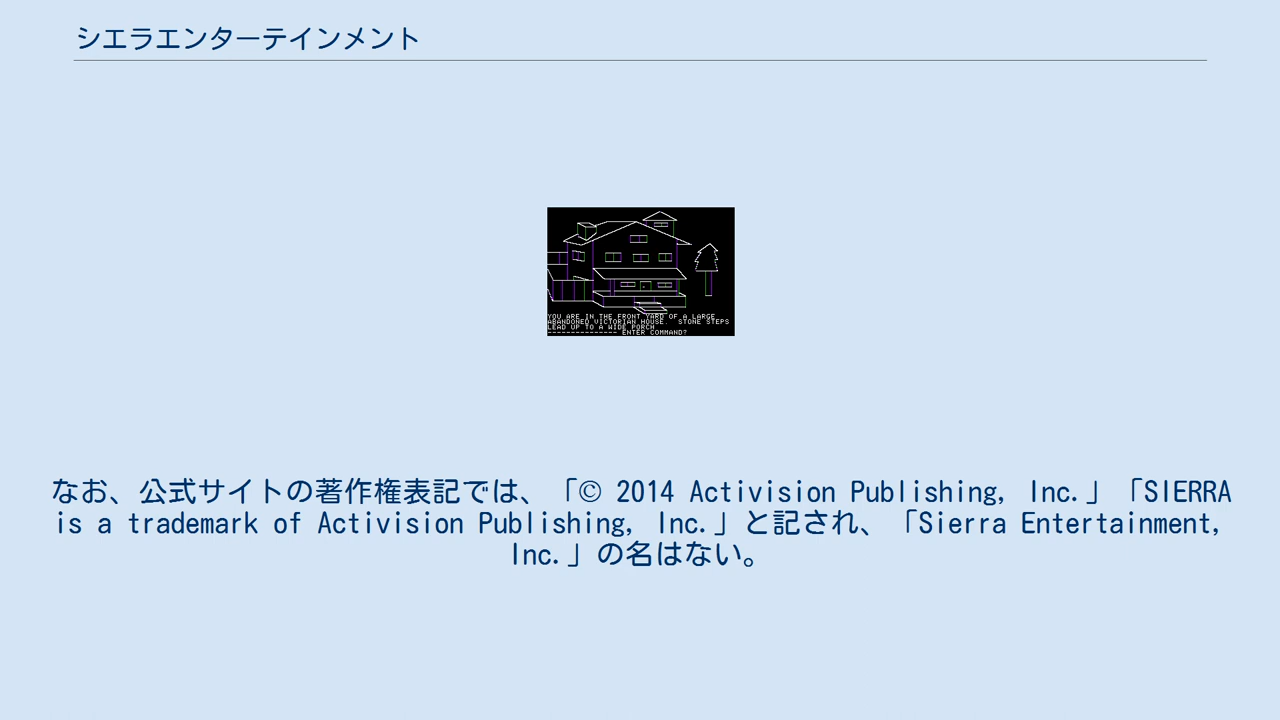 シエラエンターテインメント
YOU ARE IN THE FRONT YARD OF A LARGE
ABANDONED VICTORIAN HOUSE. STONE STEPS
LEAD UP TO A WIDE PORCH
--------------- ENTER COMMAND?
なお、公式サイトの著作権表記では、「© 2014 Activision Publishing, Inc.」「SIERRA
is a trademark of Activision Publishing, Inc.」と記され、「Sierra Entertainment,
Inc.」の名はない。